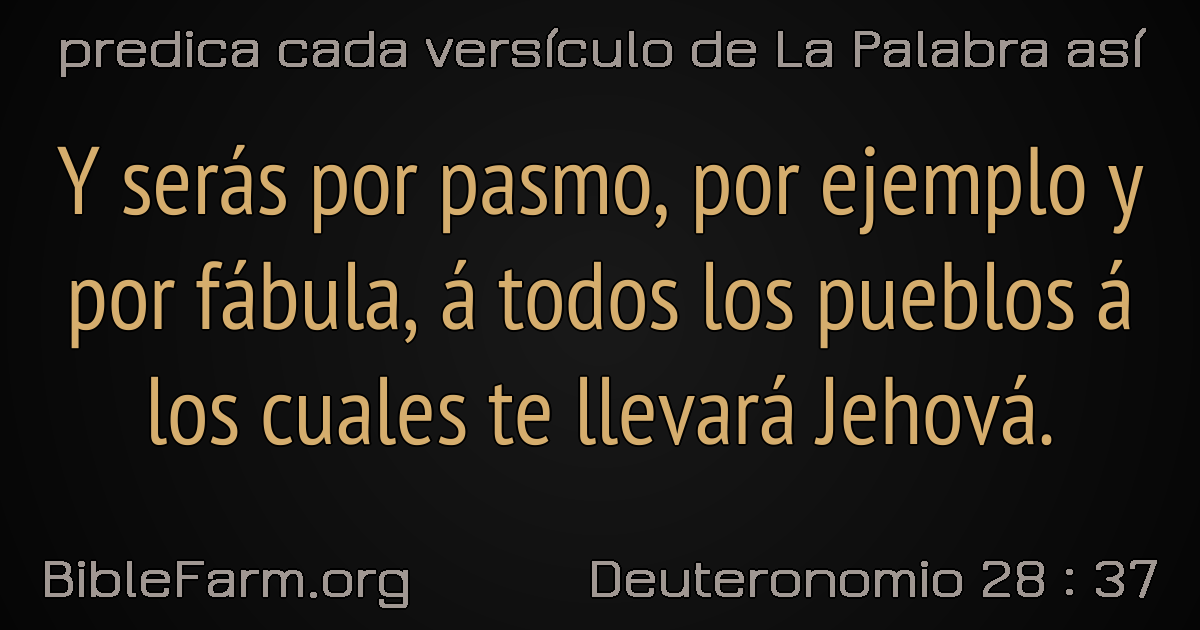 predica cada versículo de La Palabra así
Y serás por pasmo, por ejemplo y
por fábula, á todos los pueblos á
los cuales te llevará Jehová.
BibleFarm.org
Deuteronomio 28 : 37